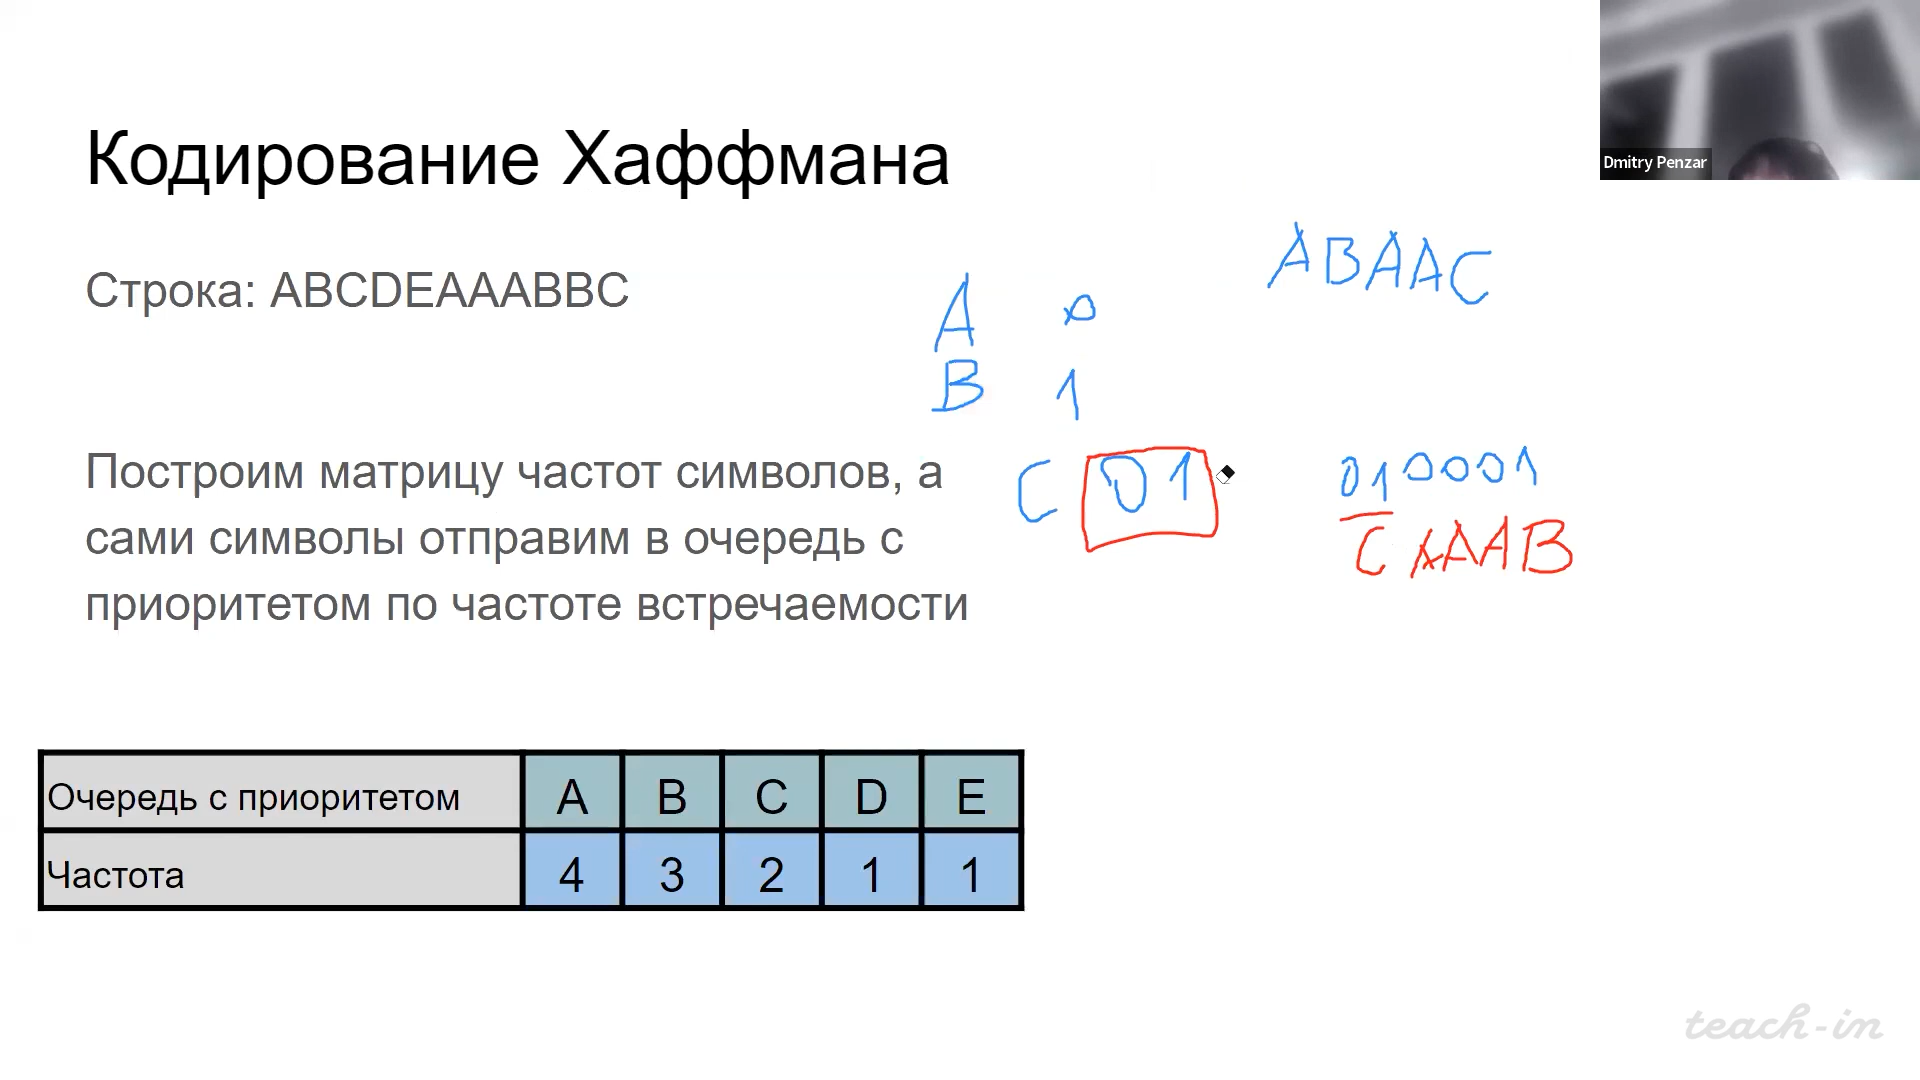 Dmitry Penzar
Кодирование Хаффмана
Строка: ABCDEAAABBC
ABAAC
A 0
B 1
C 01
010001
CAAAB
Построим матрицу частот символов, а
сами символы отправим в очередь с
приоритетом по частоте встречаемости
Очередь с приоритетом A B C D E
Частота 4 3 2 1 1
teach-in